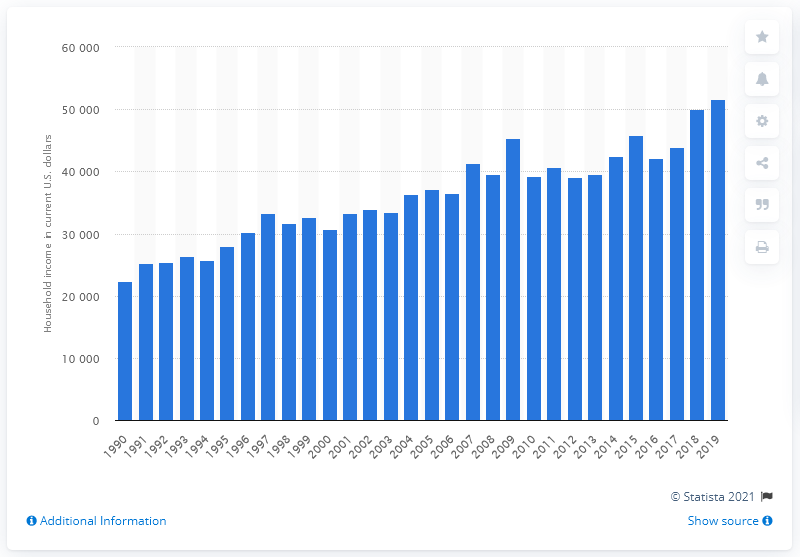 60 000
50 000
40 000
30 000
20 000
10 000
0
Household income in current U.S. dollars
1990 1991 1992 1993 1994 1995 1996 1997 1998 1999 2000 2001 2002 2003 2004 2005 2006 2007 2008 2009 2010 2011 2012 2013 2014 2015 2016 2017 2018 2019
© Statista 2021
Additional Information
Show source